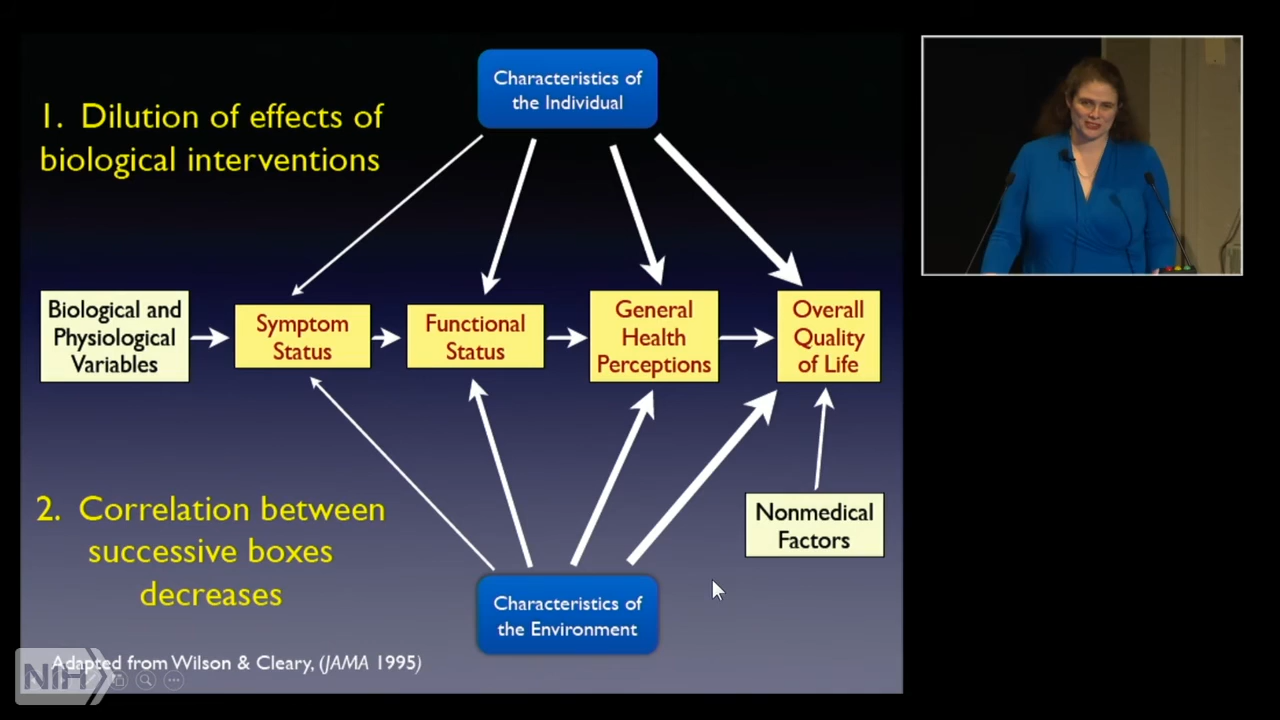 Characteristics of
the Individual
1. Dilution of effects of
biological interventions
Biological and
Physiological
Variables
Symptom
Status
Functional
Status
General
Health
Perceptions
Overall
Quality
of Life
2. Correlation between
successive boxes
decreases
Nonmedical
Factors
Characteristics of
the Environment
Adapted from Wilson & Cleary, (JAMA 1995)
NIH